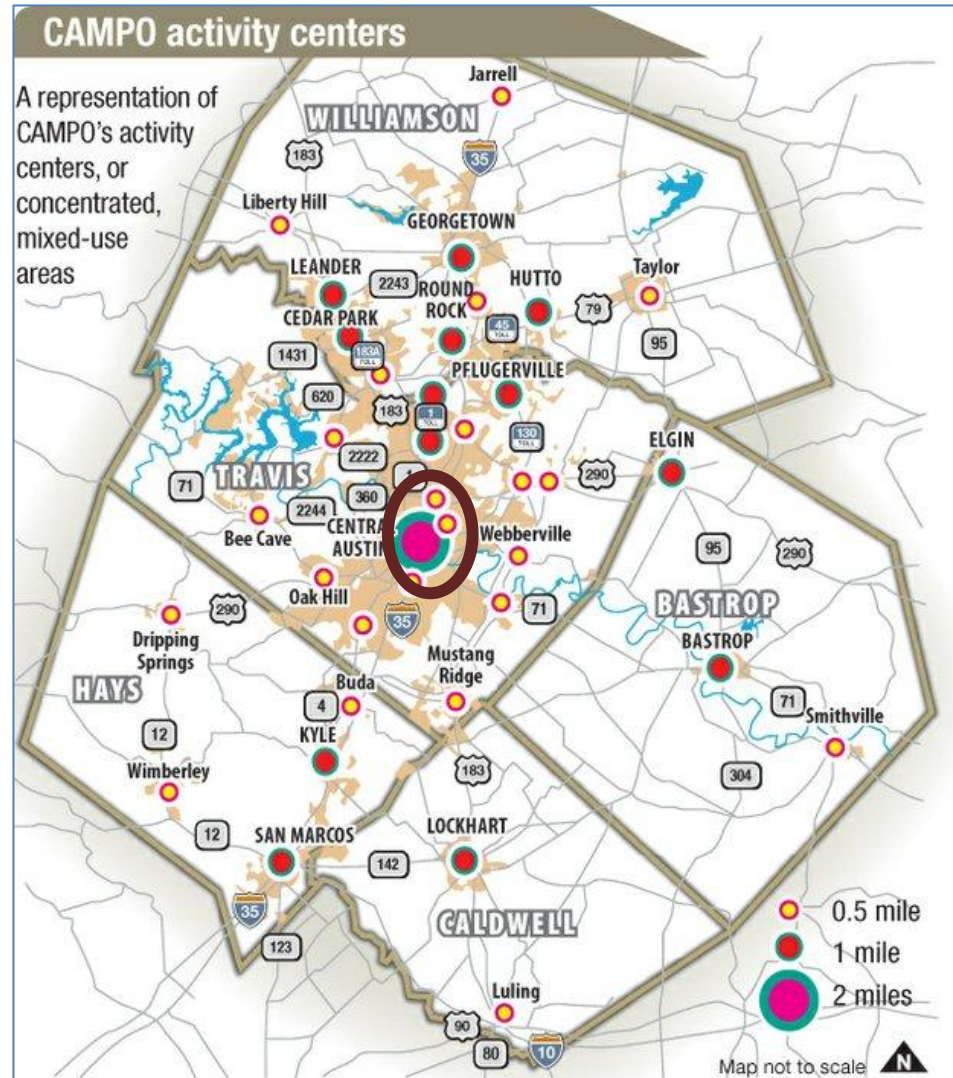 CAMPO activity centers
A representation of
CAMPO's activity
centers, or
concentrated,
mixed-use
areas
Jarrell
WILLIAMSON
183
35
Liberty Hill
GEORGETOWN
LEANDER
2243
ROUND
ROCK
HUTTO
Taylor
79
CEDAR PARK
45
TOLL
95
1431
183A
TOLL
PFLUGERVILLE
620
183
1
TOLL
130
TOLL
ELGIN
2222
290
TRAVIS
71
360
1
2244
CENTRA
AUSTIN
Webberville
Bee Cave
95
290
Oak Hill
71
BASTROP
290
35
BASTROP
Dripping
Springs
Mustang
Ridge
HAYS
Buda
4
71
Smithville
KYLE
12
183
304
Wimberley
12
SAN MARCOS
LOCKHART
142
35
CALDWELL
123
0.5 mile
1 mile
2 miles
Luling
90
80
10
Map not to scale
N